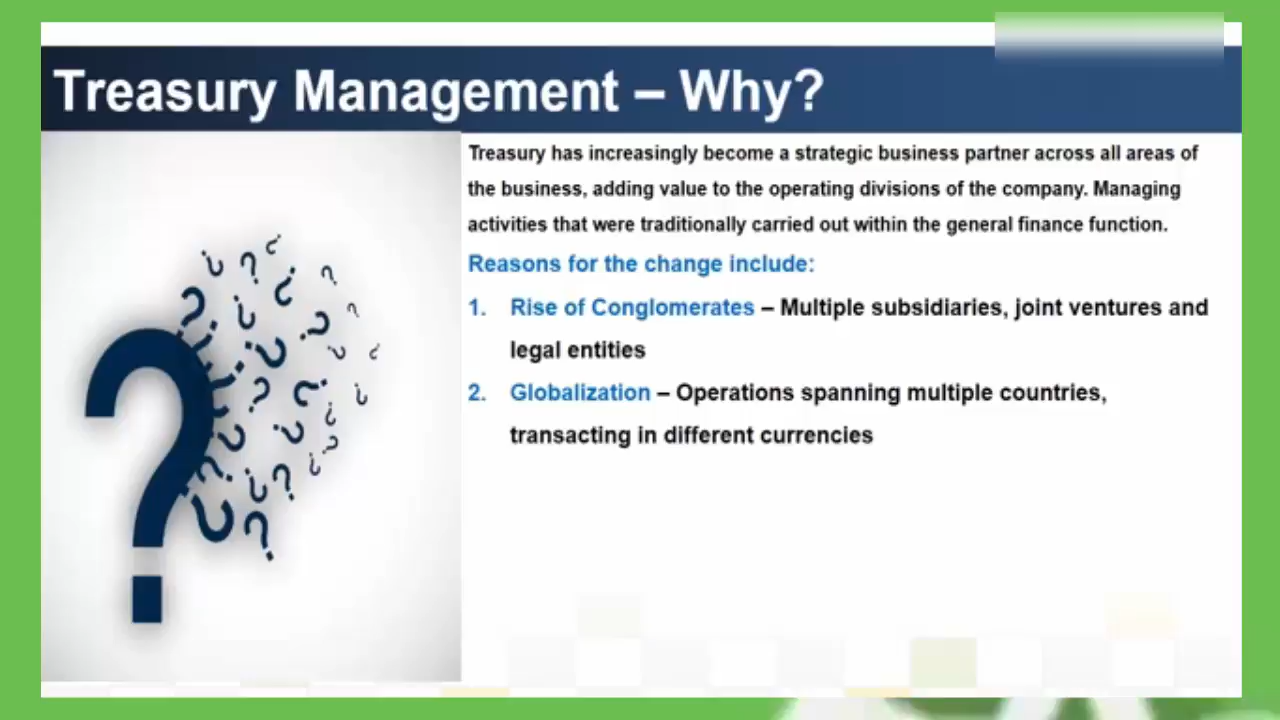 Treasury Management – Why?
Treasury has increasingly become a strategic business partner across all areas of
the business, adding value to the operating divisions of the company. Managing
activities that were traditionally carried out within the general finance function.
Reasons for the change include:
1. Rise of Conglomerates – Multiple subsidiaries, joint ventures and
legal entities
2. Globalization – Operations spanning multiple countries,
transacting in different currencies